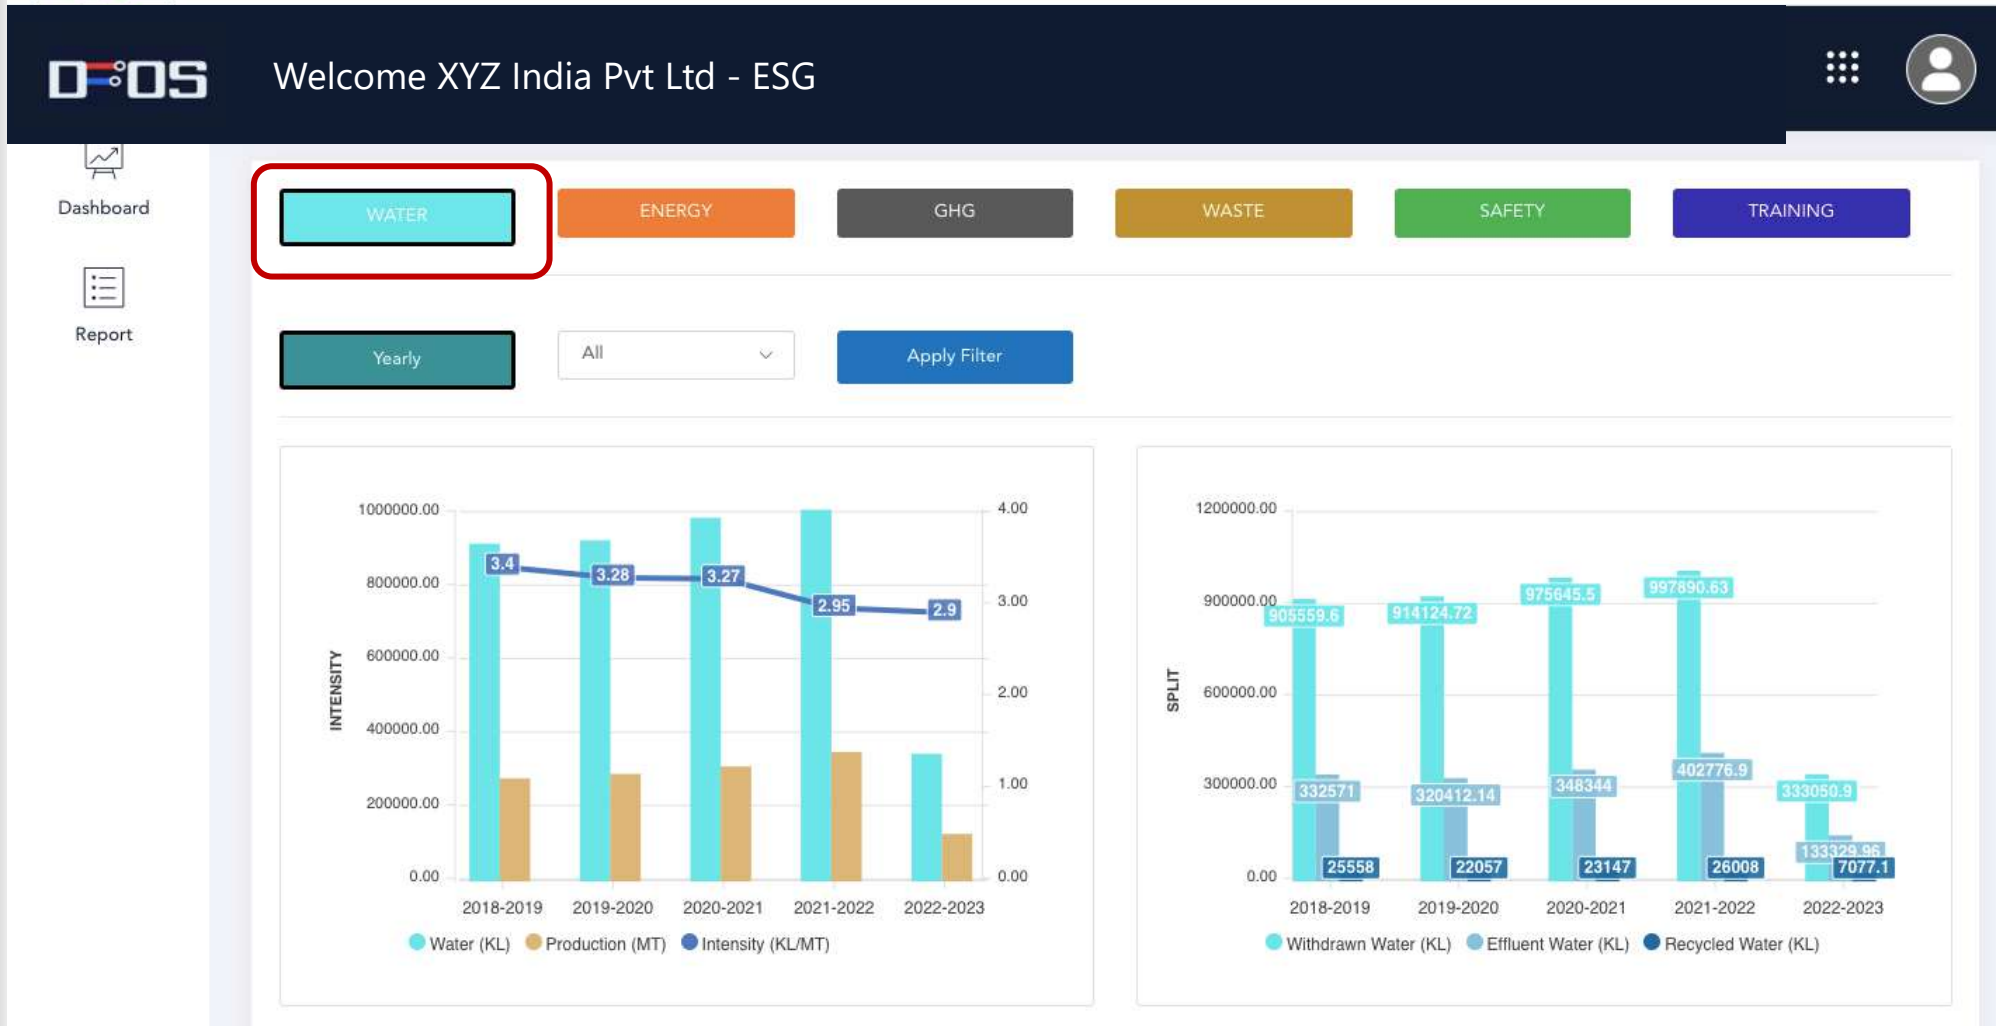 DFOS
Welcome XYZ India Pvt Ltd - ESG
Dashboard
Report
WATER
ENERGY
GHG
WASTE
SAFETY
TRAINING
Yearly
All
Apply Filter
INTENSITY
1000000.00
800000.00
600000.00
400000.00
200000.00
0.00
4.00
3.00
2.00
1.00
0.00
3.4
3.28
3.27
2.95
2.9
2018-2019
2019-2020
2020-2021
2021-2022
2022-2023
Water (KL)
Production (MT)
Intensity (KL/MT)
SPLIT
1200000.00
900000.00
600000.00
300000.00
0.00
905559.6
914124.72
975645.5
997890.63
333050.9
332571
320412.14
348344
402776.9
133329.96
25558
22057
23147
26008
7077.1
2018-2019
2019-2020
2020-2021
2021-2022
2022-2023
Withdrawn Water (KL)
Effluent Water (KL)
Recycled Water (KL)